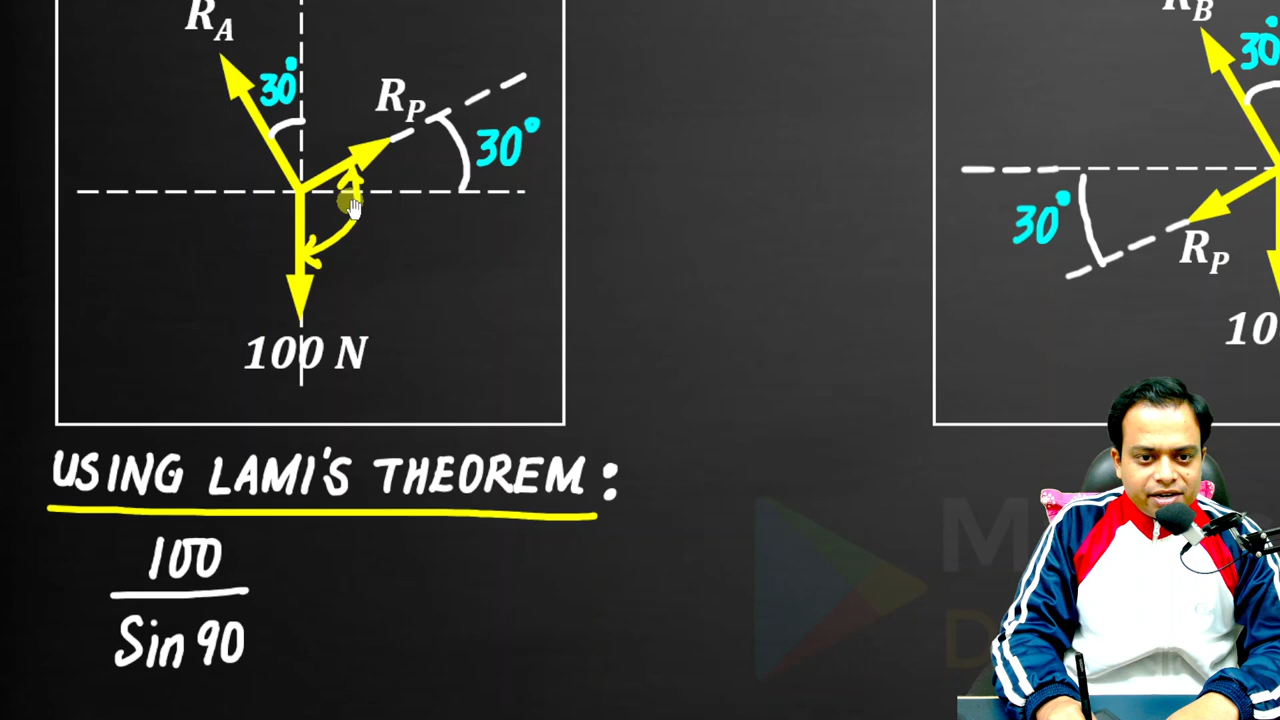 R_A
30°
R_P
30°
100 N
R_B
30°
30°
R_P
10
USING LAMI'S THEOREM:
100
Sin 90
M
D